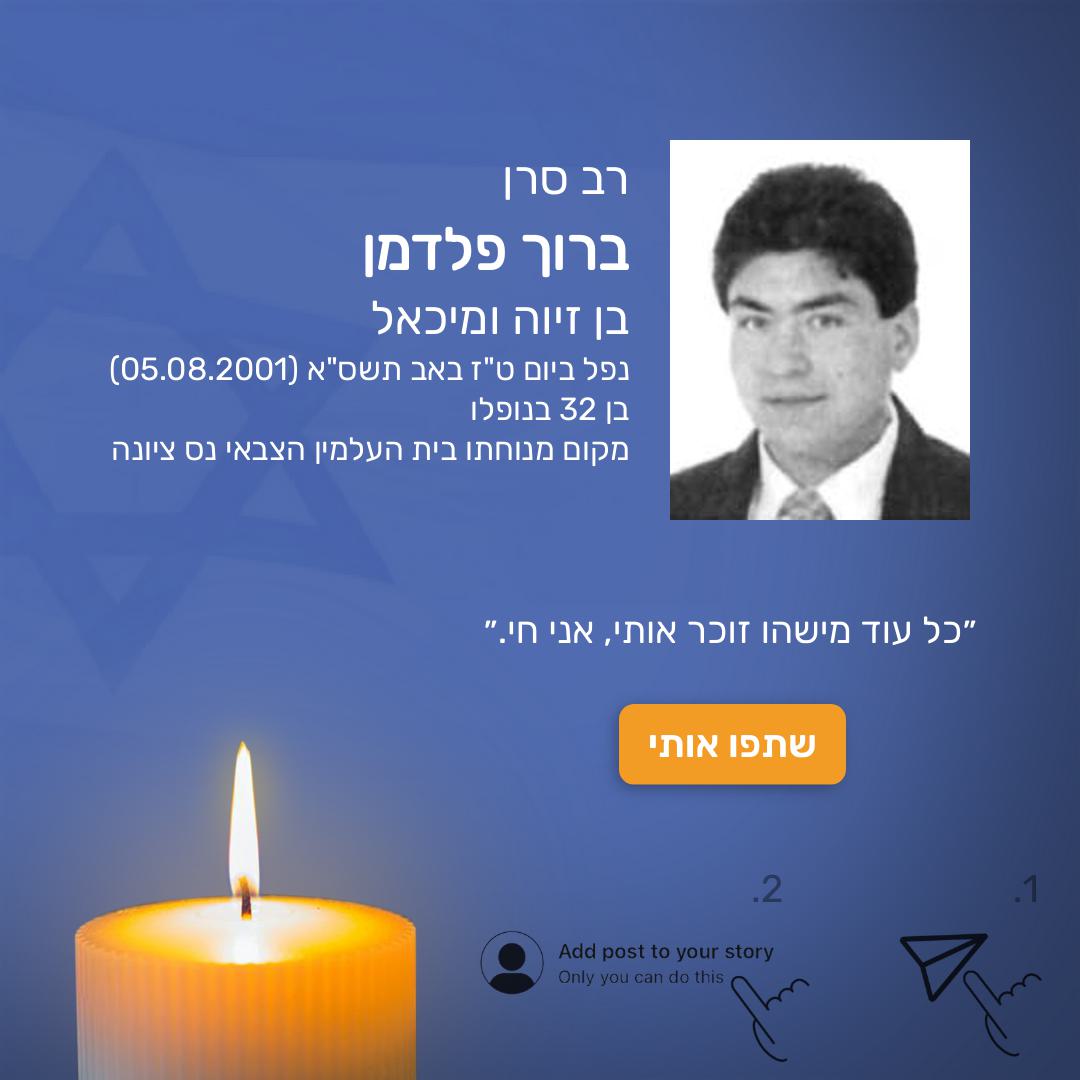 רב סרן
ברוך פלדמן
בן זיוה ומיכאל
נפל ביום ט"ז באב תשס"א (05.08.2001)
בן 32 בנופלו
מקום מנוחתו בית העלמין הצבאי נס ציונה
״כל עוד מישהו זוכר אותי, אני חי.״
שתפו אותי
1.
2.
Add post to your story
Only you can do this